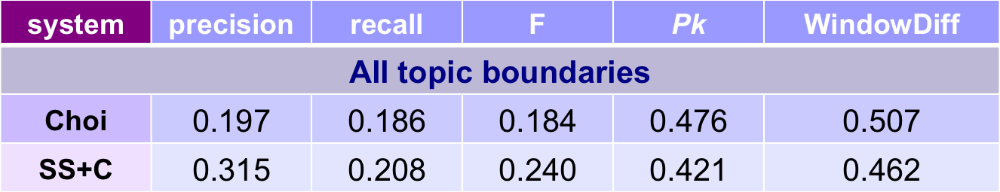 system precision recall F Pk WindowDiff
All topic boundaries
Choi 0.197 0.186 0.184 0.476 0.507
SS+C 0.315 0.208 0.240 0.421 0.462